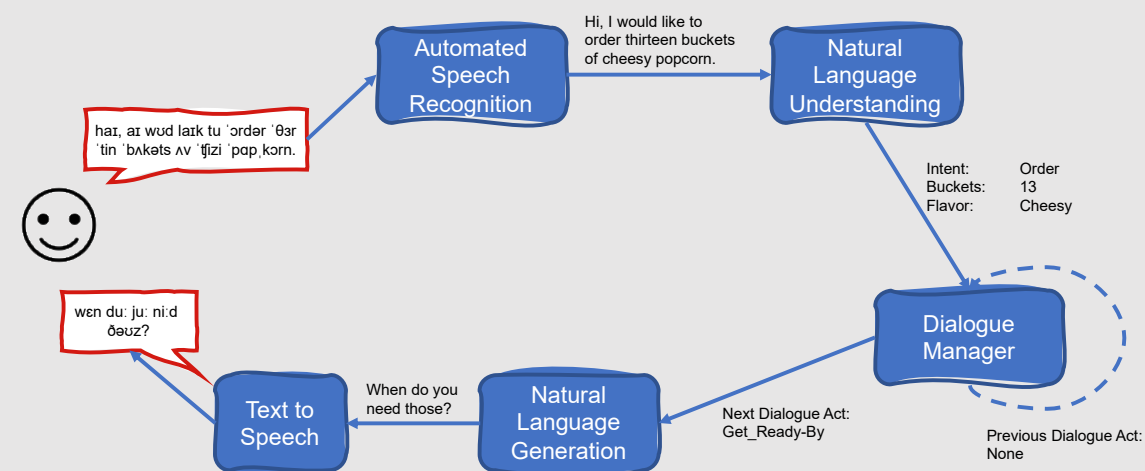 Automated
Speech
Recognition
Hi, I would like to
order thirteen buckets
of cheesy popcorn.
Natural
Language
Understanding
haɪ, aɪ wʊd laɪk tu ˈɔrdər ˈθɜr
ˈtin ˈbʌkəts ʌv ˈʧizi ˈpɑpˌkɔrn.
Intent: Order
Buckets: 13
Flavor: Cheesy
wɛn duː juː niːd
ðəʊz?
Dialogue
Manager
Text to
Speech
When do you
need those?
Natural
Language
Generation
Next Dialogue Act:
Get_Ready-By
Previous Dialogue Act:
None